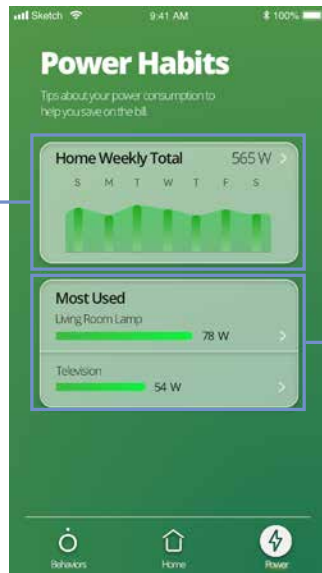 Sketch 9:41 AM 100%
Power Habits
Tips about your power consumption to
help you save on the bill.
Home Weekly Total 565 W
S M T W T F S
Most Used
Living Room Lamp
78 W
Television
54 W
Behaviors Home Power